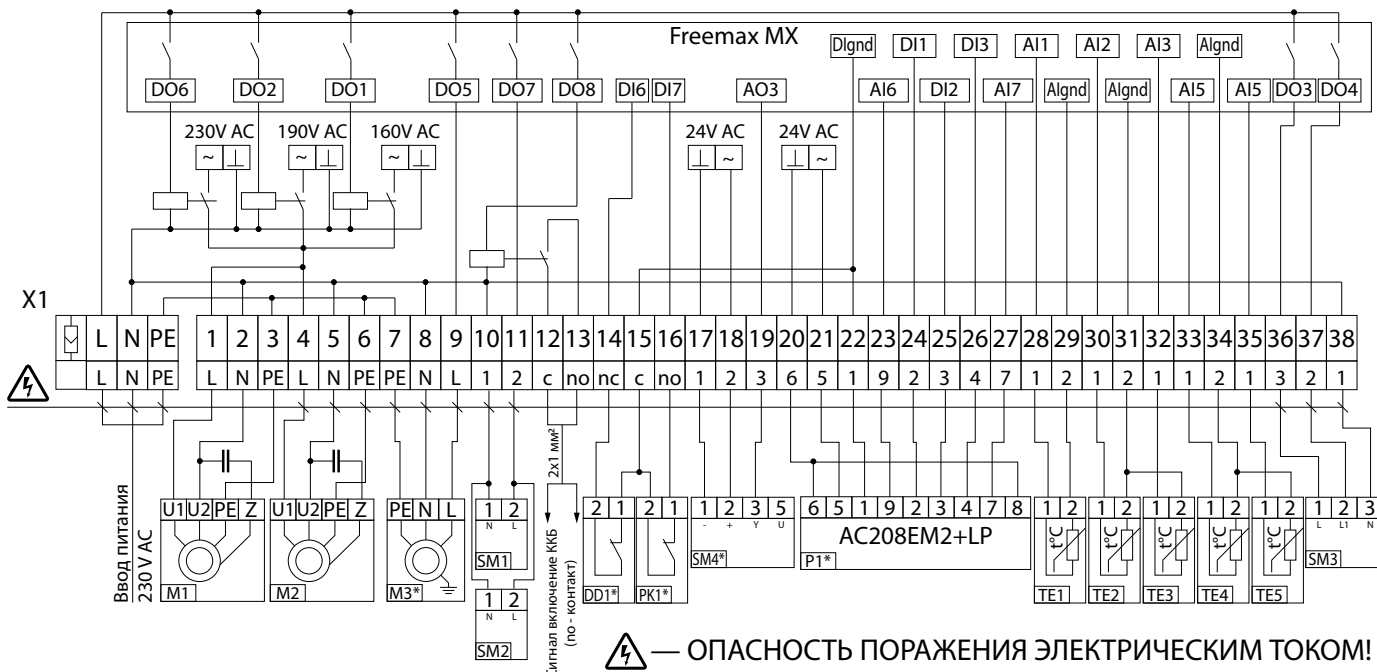 Freemax MX
DIgnd DI1 DI3 AI1 AI2 AI3 AIgnd
DO6 DO2 DO1 DO5 DO7 DO8 DI6 DI7 AO3 AI6 DI2 AI7 AIgnd AIgnd AI5 AI5 DO3 DO4
230V AC 190V AC 160V AC 24V AC 24V AC
~ ⊥ ~ ⊥ ~ ⊥ ⊥ ~ ⊥ ~
X1
L N PE 1 2 3 4 5 6 7 8 9 10 11 12 13 14 15 16 17 18 19 20 21 22 23 24 25 26 27 28 29 30 31 32 33 34 35 36 37 38
L N PE L N PE L N PE PE N L 1 2 c no nc c no 1 2 3 6 5 1 9 2 3 4 7 1 2 1 2 1 1 2 1 3 2 1
Ввод питания
230 V AC
U1 U2 PE Z
M1
U1 U2 PE Z
M2
PE N L
M3*
1 2
N L
SM1
1 2
N L
SM2
2x1 mm²
Сигнал включение ККБ
(no - контакт)
2 1
DD1*
2 1
PK1*
1 2 3 5
- + Y U
SM4*
6 5 1 9 2 3 4 7 8
AC208EM2+LP
P1*
1 2
t°C
TE1
1 2
t°C
TE2
1 2
t°C
TE3
1 2
t°C
TE4
1 2
t°C
TE5
1 2 3
L L1 N
SM3
— ОПАСНОСТЬ ПОРАЖЕНИЯ ЭЛЕКТРИЧЕСКИМ ТОКОМ!